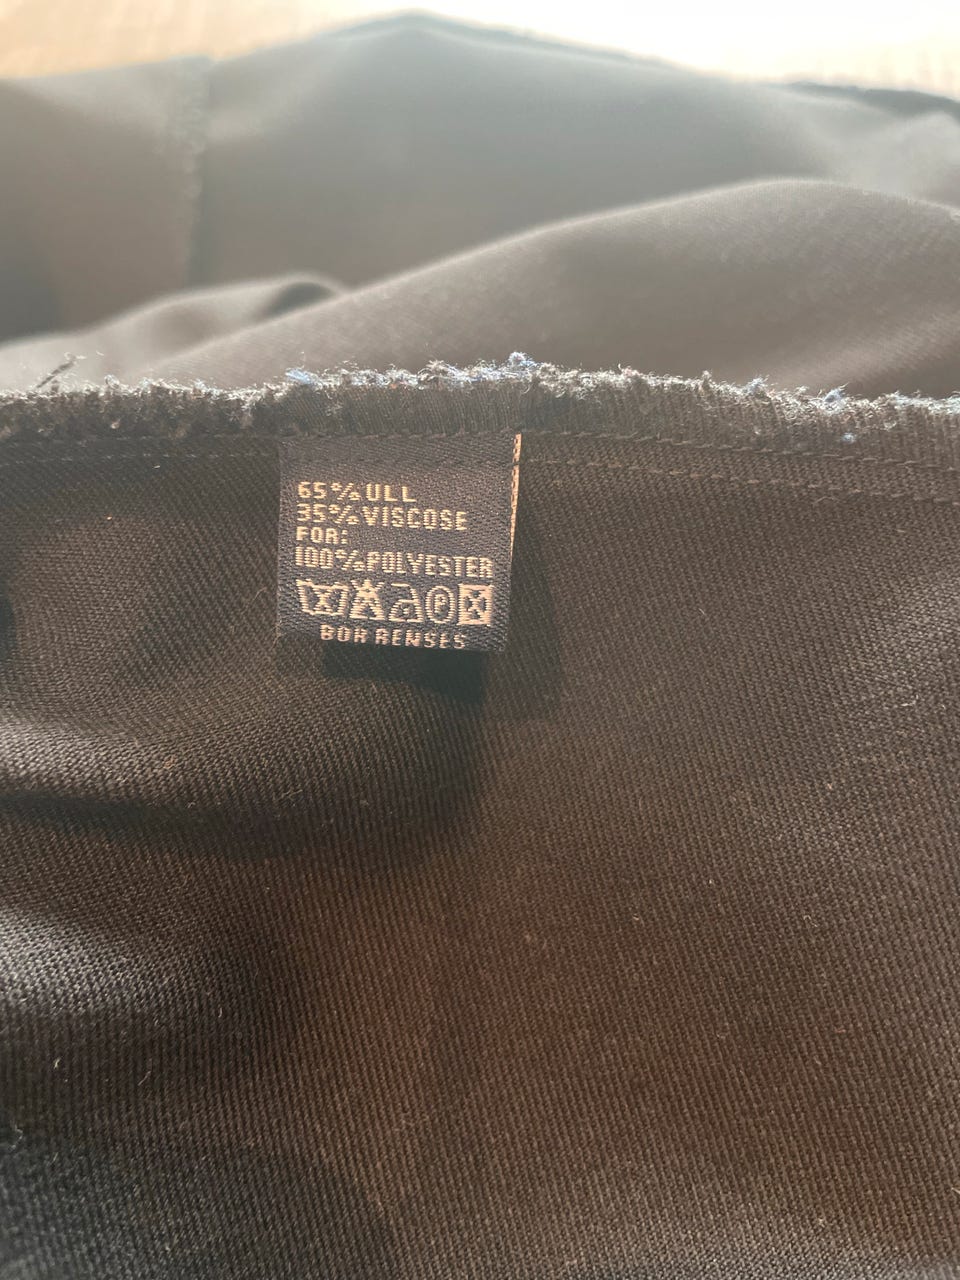 65% ULL
35% VISCOSE
FOR:
100% POLYESTER
P
BØR RENSES